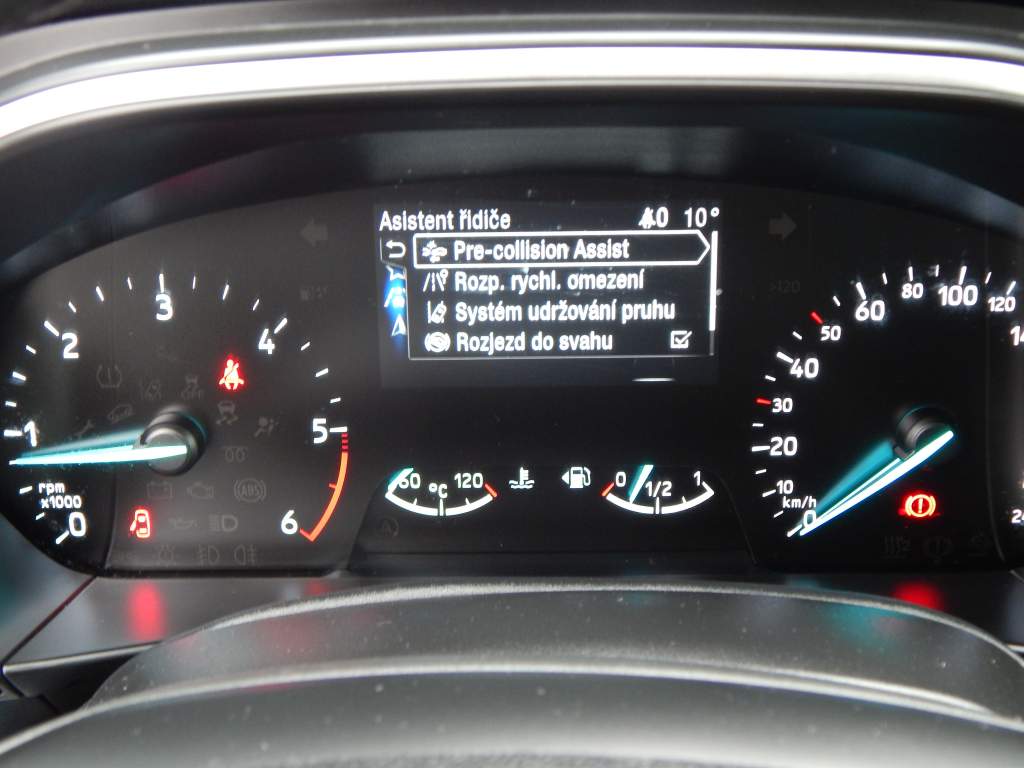 Asistent řidiče 0 10°
Pre-collision Assist
Rozp. rychl. omezení
Systém udržování pruhu
Rozjezd do svahu
0
1
2
3
4
5
6
rpm
x1000
60 °C 120
0 1/2 1
0
10
20
30
40
50
60
80
100
120
km/h
ABS